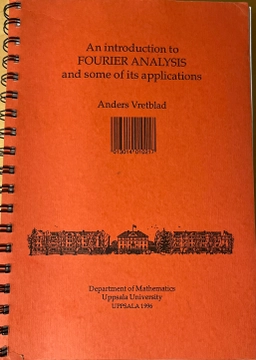 An introduction to
FOURIER ANALYSIS
and some of its applications
Anders Vretblad
Department of Mathematics
Uppsala University
UPPSALA 1996